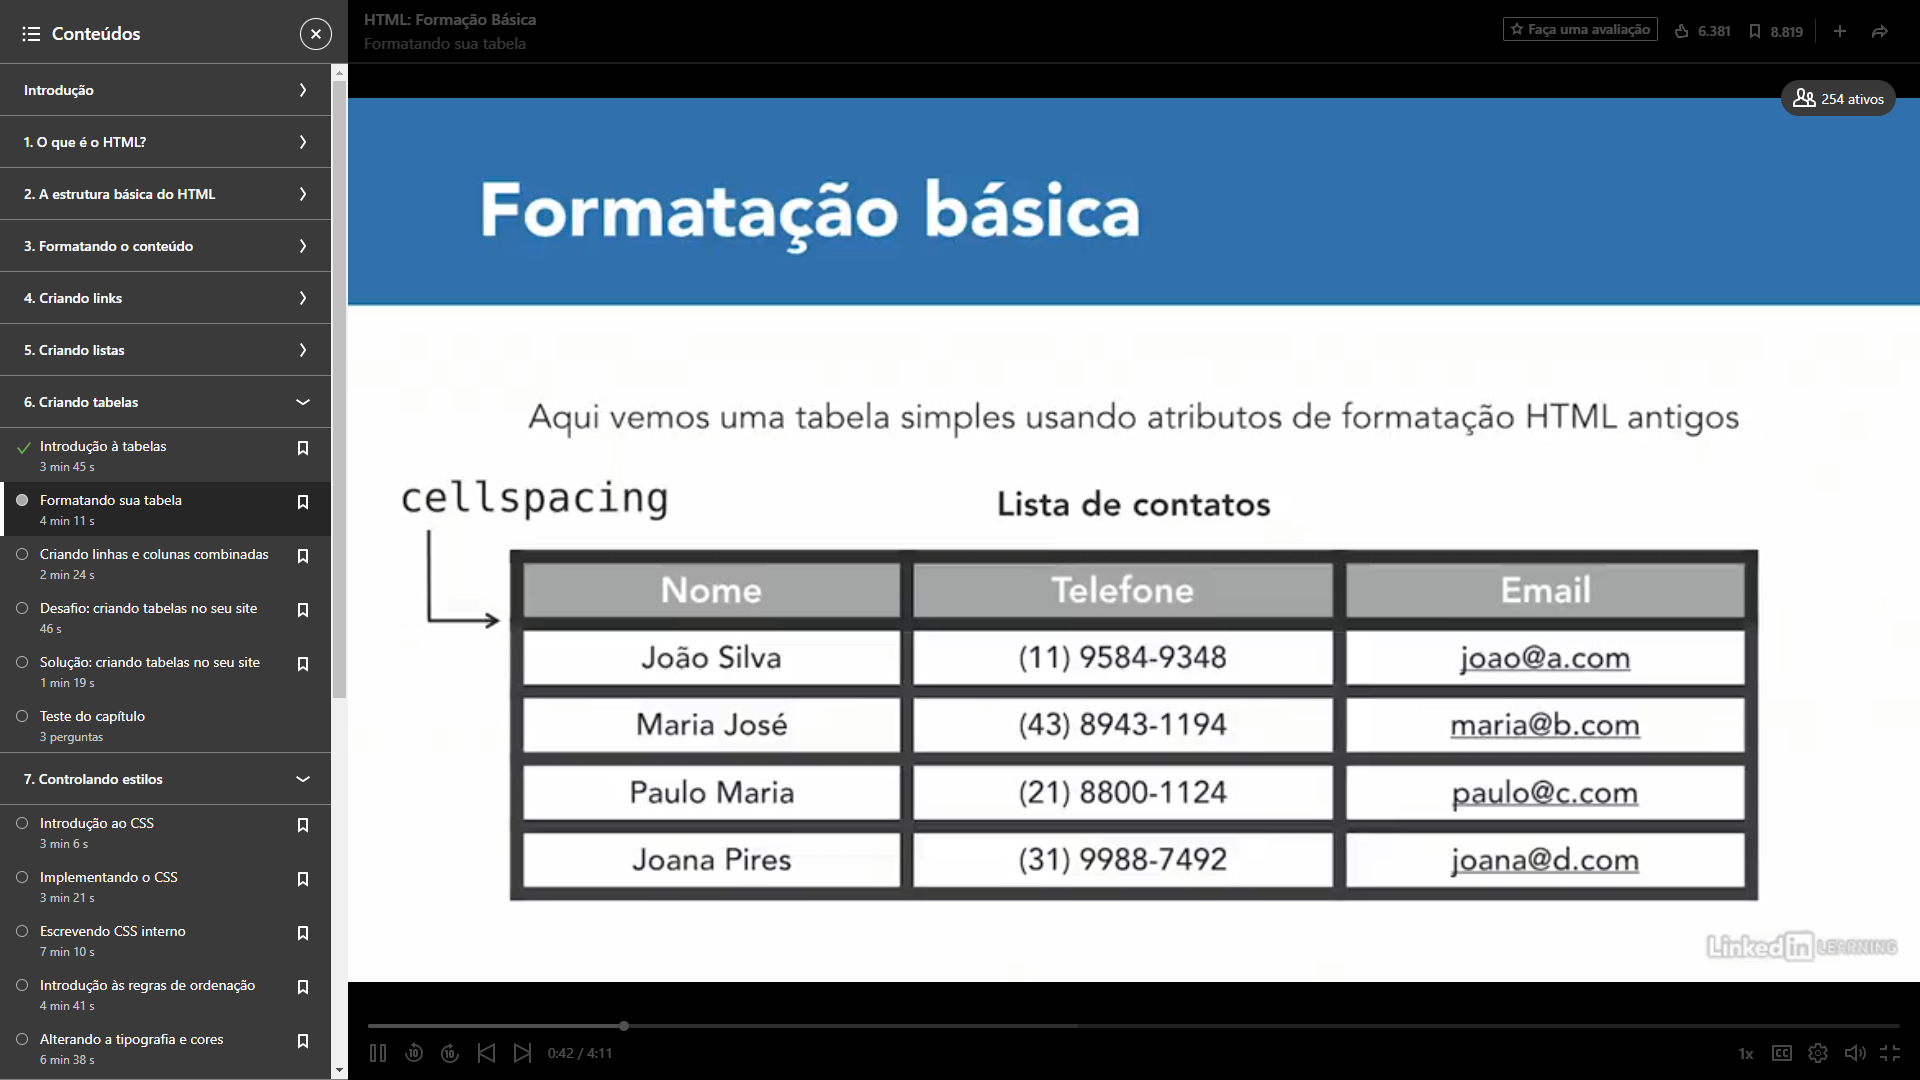 Conteúdos
Introdução
1. O que é o HTML?
2. A estrutura básica do HTML
3. Formatando o conteúdo
4. Criando links
5. Criando listas
6. Criando tabelas
Introdução à tabelas
3 min 45 s
Formatando sua tabela
4 min 11 s
Criando linhas e colunas combinadas
2 min 24 s
Desafio: criando tabelas no seu site
46 s
Solução: criando tabelas no seu site
1 min 19 s
Teste do capítulo
3 perguntas
7. Controlando estilos
Introdução ao CSS
3 min 6 s
Implementando o CSS
3 min 21 s
Escrevendo CSS interno
7 min 10 s
Introdução às regras de ordenação
4 min 41 s
Alterando a tipografia e cores
6 min 38 s
HTML: Formação Básica
Formatando sua tabela
Faça uma avaliação 6.381 8.819
254 ativos
Formatação básica
Aqui vemos uma tabela simples usando atributos de formatação HTML antigos
cellspacing
Lista de contatos
Nome Telefone Email
João Silva (11) 9584-9348 joao@a.com
Maria José (43) 8943-1194 maria@b.com
Paulo Maria (21) 8800-1124 paulo@c.com
Joana Pires (31) 9988-7492 joana@d.com
Linked in LEARNING
10 10 0:42 / 4:11 1x CC